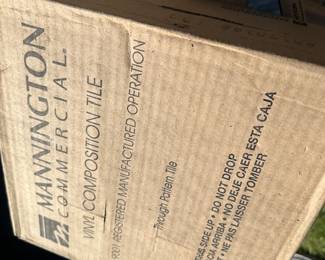 MANNINGTON
COMMERCIAL.
VINYL COMPOSITION TILE
REGISTERED MANUFACTURED OPERATION
Through Pattern Tile
SIDE UP • DO NOT DROP
ARRIBA • NO DEJE CAER ESTA CAJA
• NE PAS LAISSER TOMBER